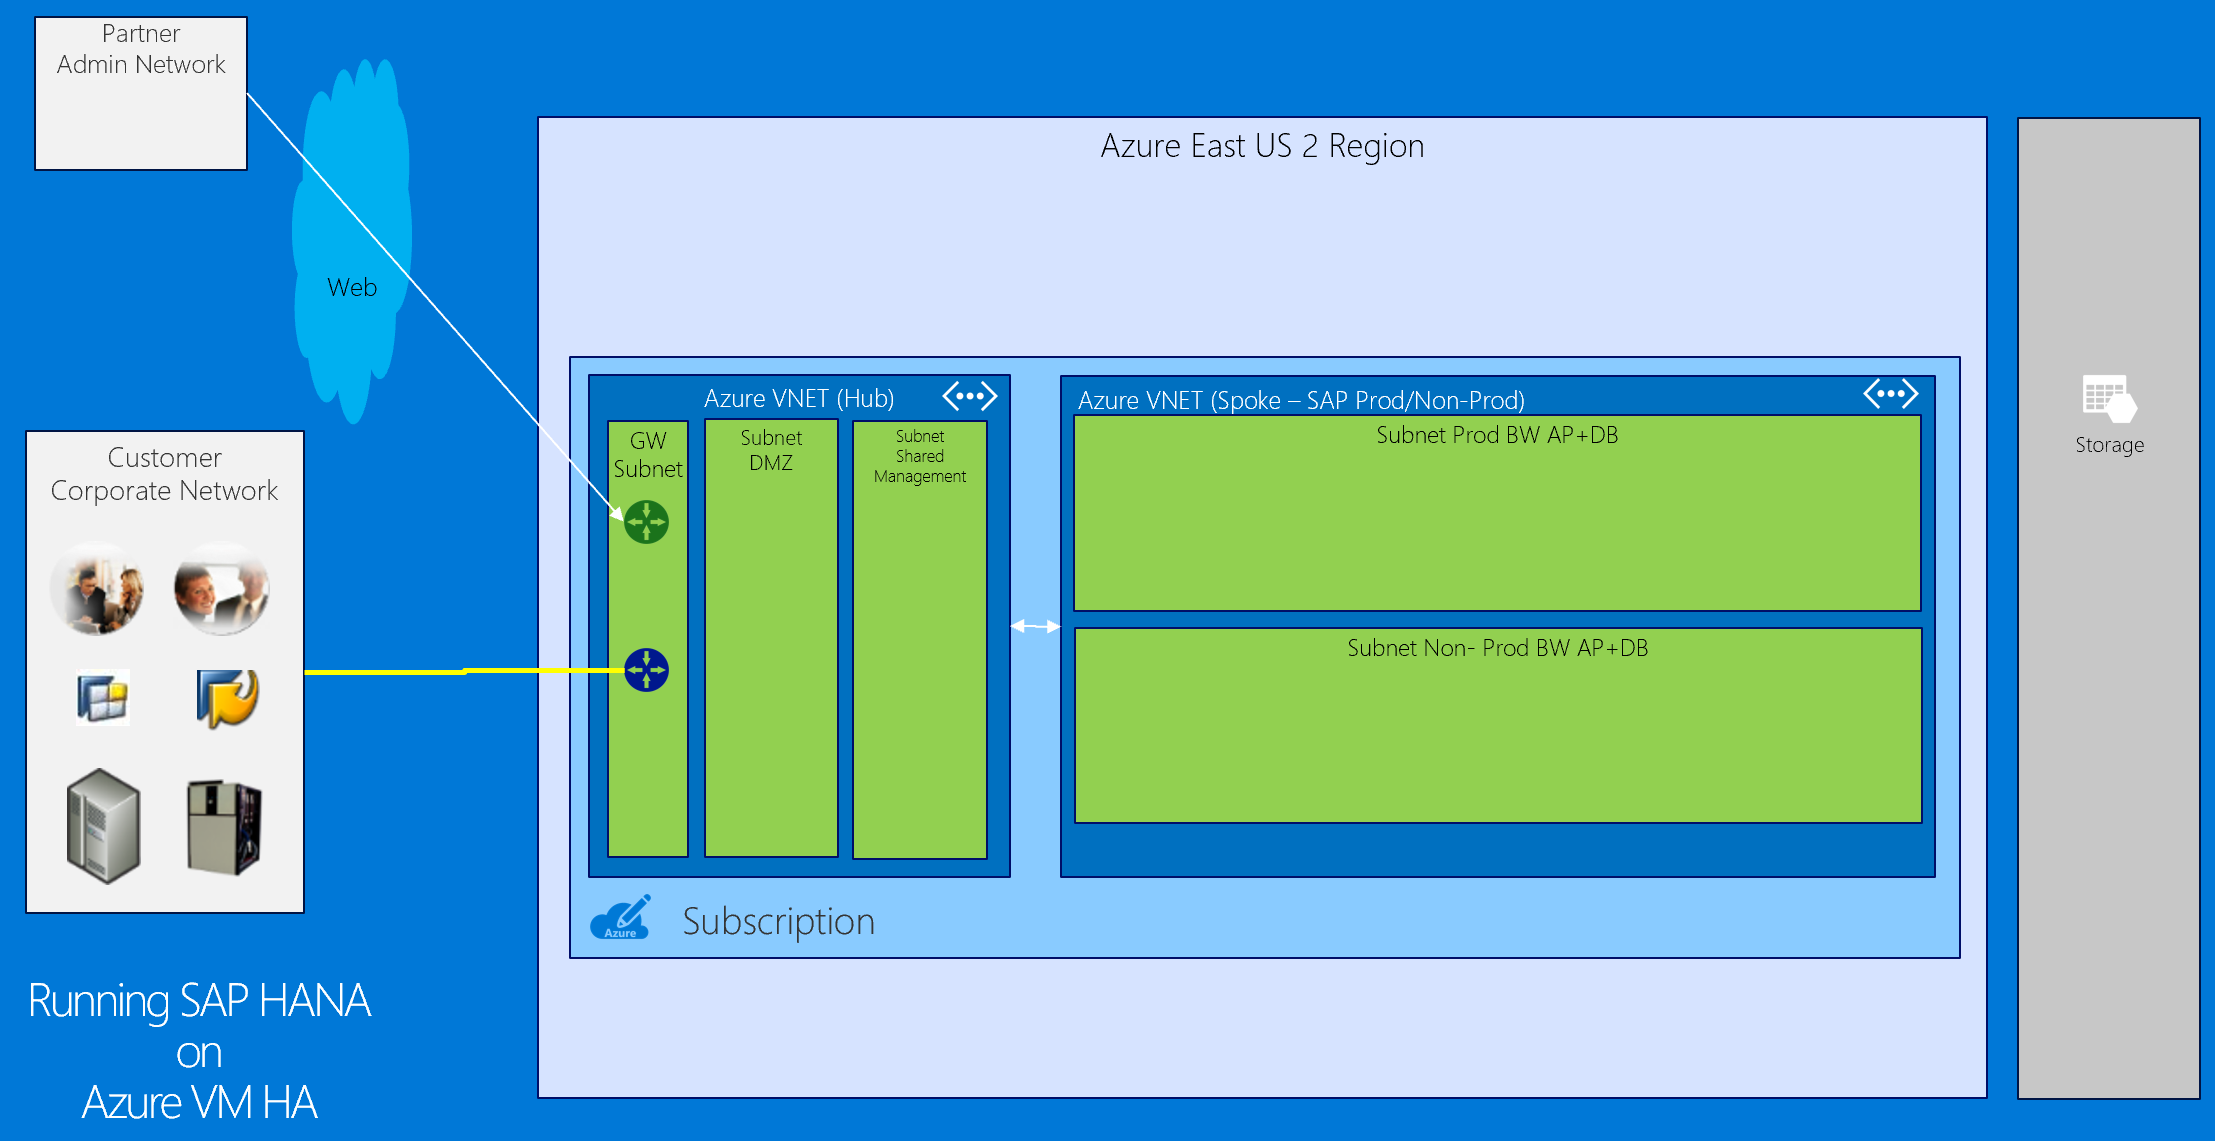 Partner
Admin Network
Web
Azure East US 2 Region
Azure VNET (Hub)
Azure VNET (Spoke – SAP Prod/Non-Prod)
GW
Subnet
Subnet
DMZ
Subnet
Shared
Management
Subnet Prod BW AP+DB
Subnet Non- Prod BW AP+DB
Storage
Customer
Corporate Network
Azure
Subscription
Running SAP HANA
on
Azure VM HA